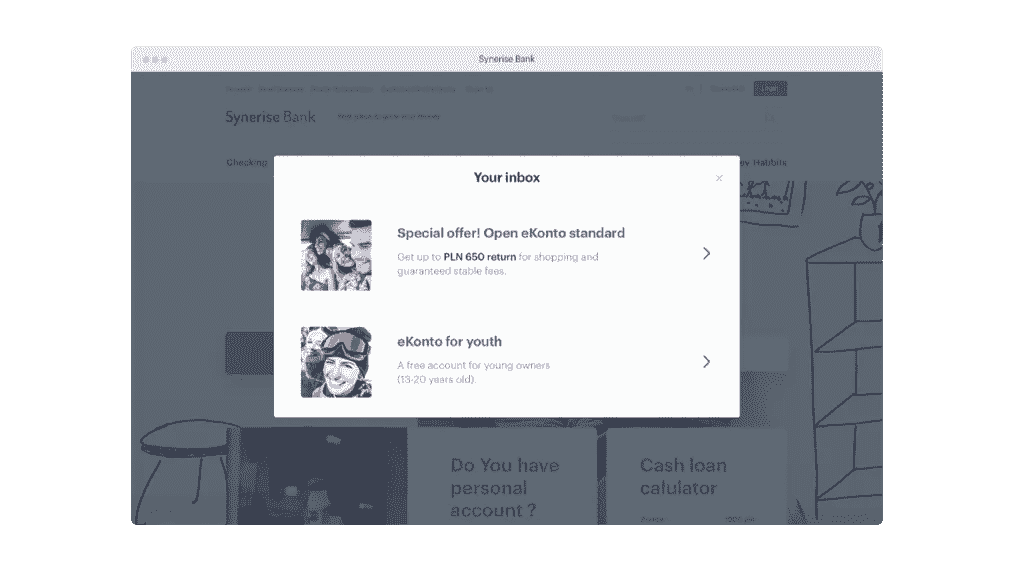 Synerise Bank
Synerise Bank
Checking
Habbits
Your inbox
Special offer! Open eKonto standard
Get up to PLN 650 return for shopping and
guaranteed stable fees.
eKonto for youth
A free account for young owners
(13-20 years old).
Do You have
personal
account ?
Cash loan
calulator